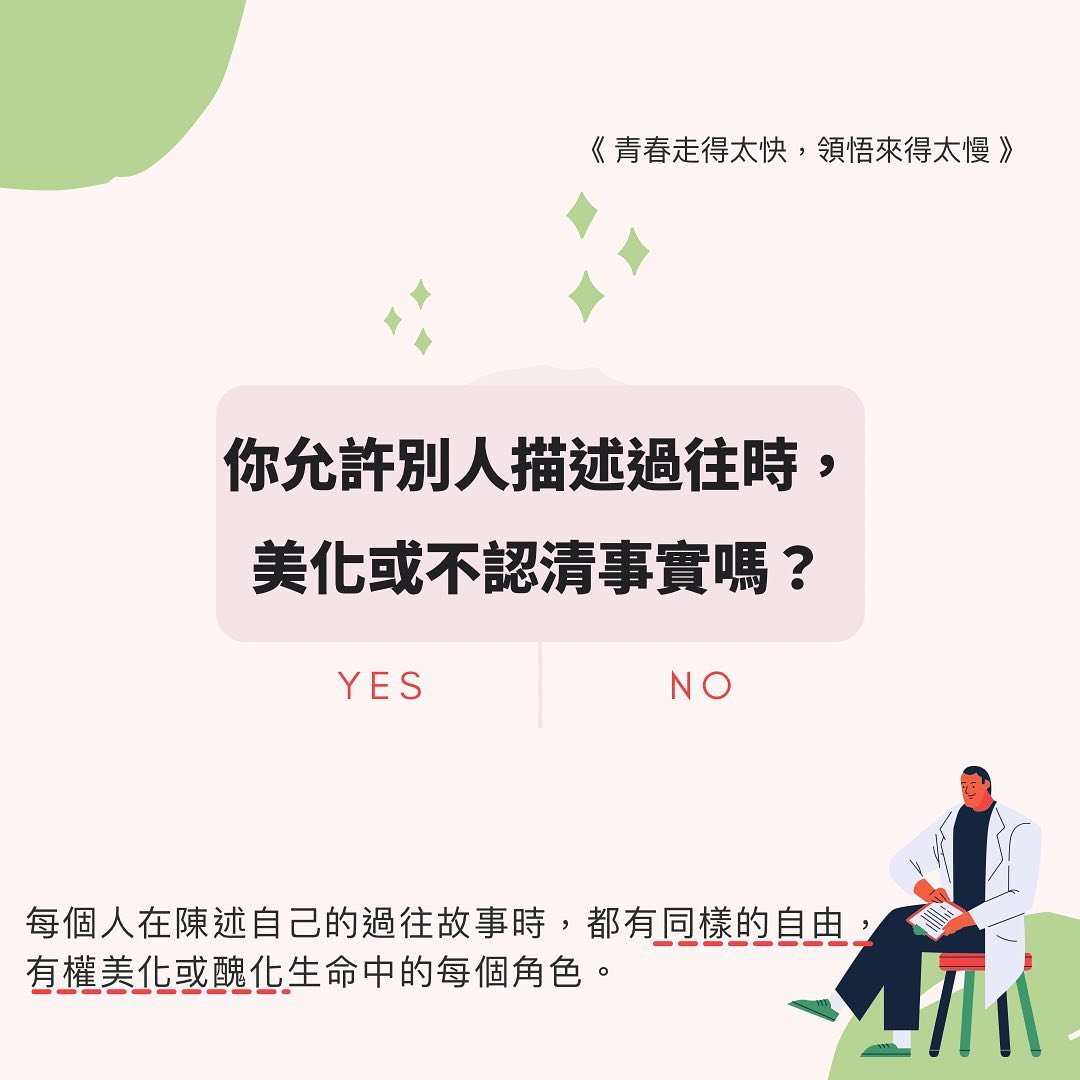 《 青春走得太快，領悟來得太慢 》
你允許別人描述過往時，
美化或不認清事實嗎？
YES
NO
每個人在陳述自己的過往故事時，都有同樣的自由，
有權美化或醜化生命中的每個角色。